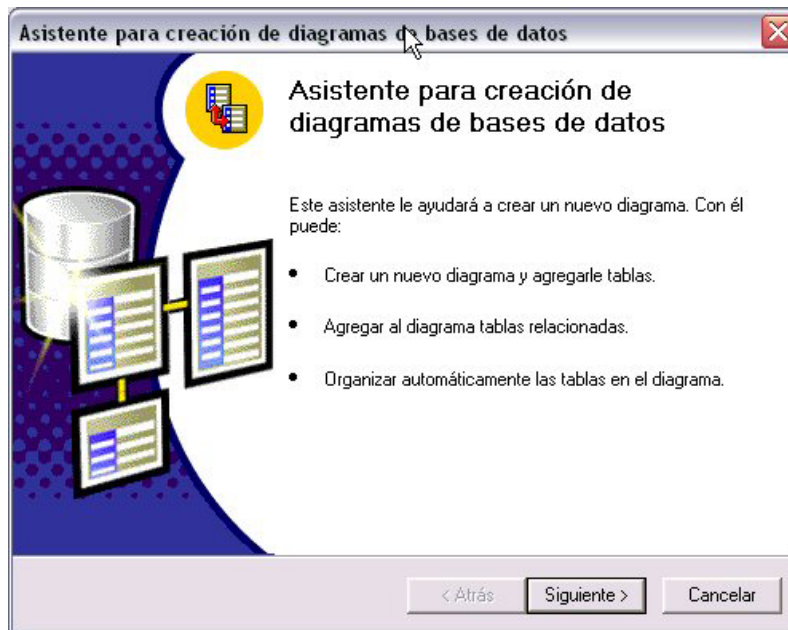 Asistente para creación de diagramas de bases de datos
Asistente para creación de
diagramas de bases de datos
Este asistente le ayudará a crear un nuevo diagrama. Con él
puede:
• Crear un nuevo diagrama y agregarle tablas.
• Agregar al diagrama tablas relacionadas.
• Organizar automáticamente las tablas en el diagrama.
< Atrás Siguiente > Cancelar